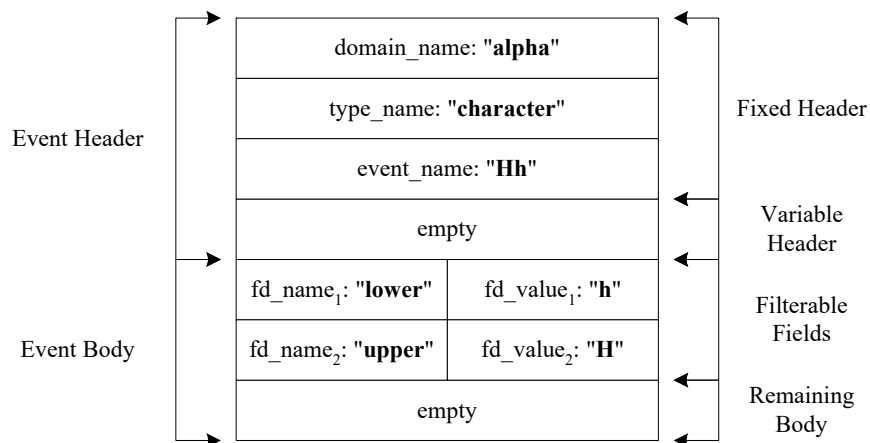 domain_name: "alpha"
type_name: "character"
event_name: "Hh"
empty
fd_name₁: "lower" fd_value₁: "h"
fd_name₂: "upper" fd_value₂: "H"
empty
Event Header
Event Body
Fixed Header
Variable
Header
Filterable
Fields
Remaining
Body